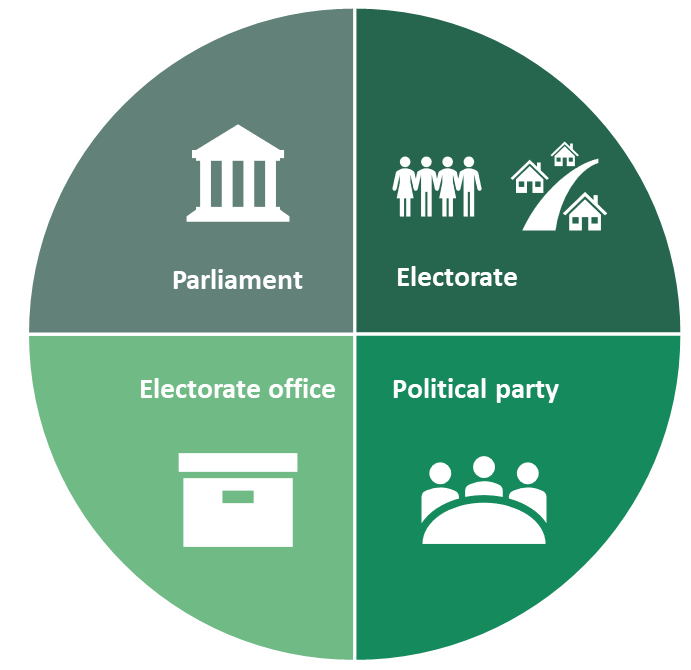 Parliament
Electorate
Electorate office
Political party